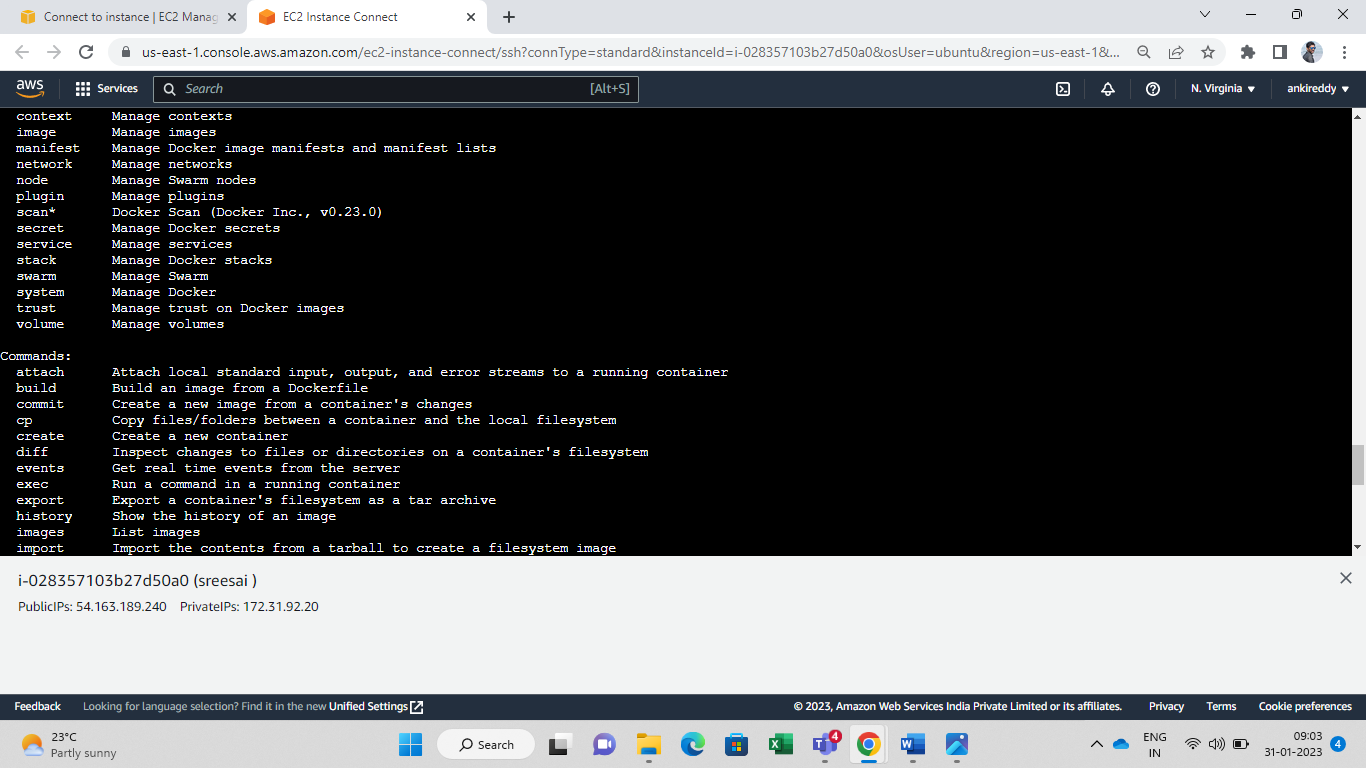 Connect to instance | EC2 Manag
EC2 Instance Connect
us-east-1.console.aws.amazon.com/ec2-instance-connect/ssh?connType=standard&instanceId=i-028357103b27d50a0&osUser=ubuntu&region=us-east-1&...
aws
Services
Search
[Alt+S]
N. Virginia
ankireddy
context Manage contexts
image Manage images
manifest Manage Docker image manifests and manifest lists
network Manage networks
node Manage Swarm nodes
plugin Manage plugins
scan* Docker Scan (Docker Inc., v0.23.0)
secret Manage Docker secrets
service Manage services
stack Manage Docker stacks
swarm Manage Swarm
system Manage Docker
trust Manage trust on Docker images
volume Manage volumes
Commands:
attach Attach local standard input, output, and error streams to a running container
build Build an image from a Dockerfile
commit Create a new image from a container's changes
cp Copy files/folders between a container and the local filesystem
create Create a new container
diff Inspect changes to files or directories on a container's filesystem
events Get real time events from the server
exec Run a command in a running container
export Export a container's filesystem as a tar archive
history Show the history of an image
images List images
import Import the contents from a tarball to create a filesystem image
i-028357103b27d50a0 (sreesai )
PublicIPs: 54.163.189.240 PrivateIPs: 172.31.92.20
Feedback Looking for language selection? Find it in the new Unified Settings © 2023, Amazon Web Services India Private Limited or its affiliates. Privacy Terms Cookie preferences
23°C
Partly sunny
Search
4
ENG
IN
09:03
31-01-2023
4